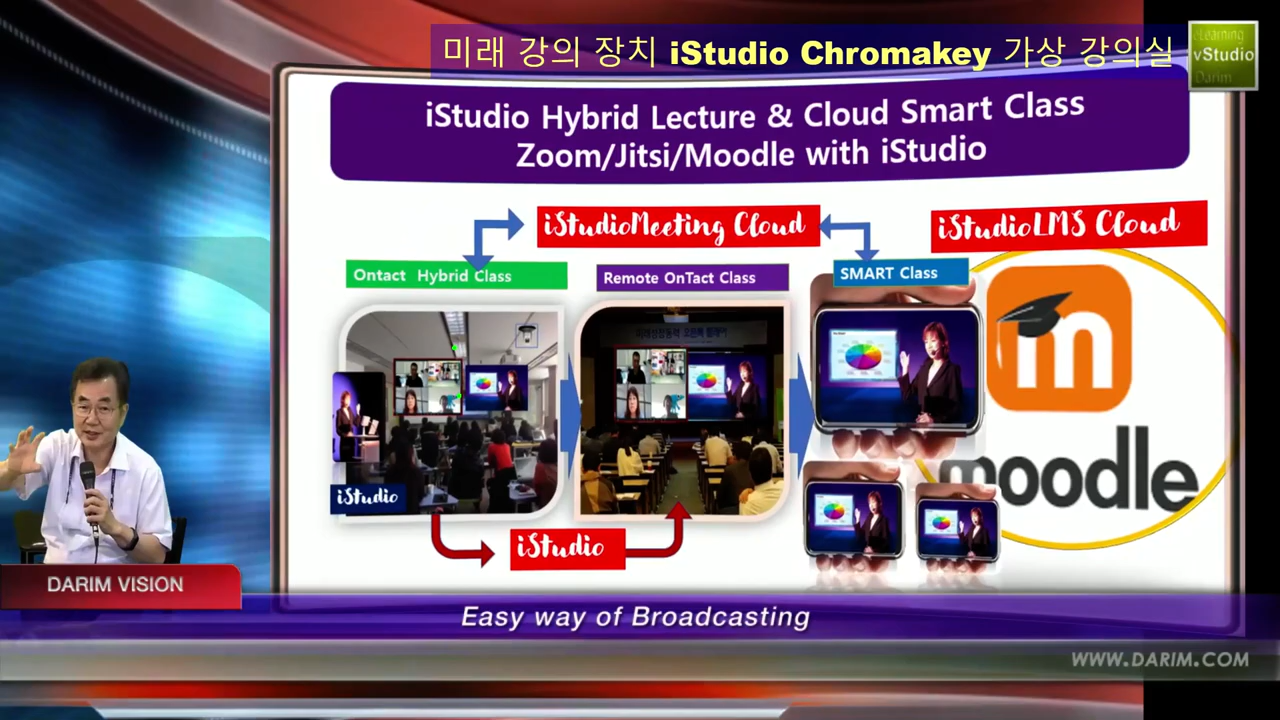 미래 강의 장치 iStudio Chromakey 가상 강의실
eLearning
vStudio
Darim
iStudio Hybrid Lecture & Cloud Smart Class
Zoom/Jitsi/Moodle with iStudio
iStudioMeeting Cloud
iStudioLMS Cloud
Ontact Hybrid Class
Remote OnTact Class
SMART Class
m
moodle
iStudio
iStudio
DARIM VISION
Easy way of Broadcasting
WWW.DARIM.COM